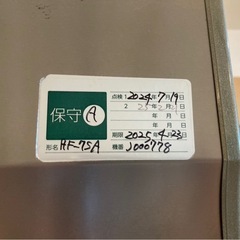 保守 A
点検 1 2024年7月19日
2 年 月 日
年 月 日
年 月 日
期限 2025年4月23日
形名 HF-75A
機番 J000778